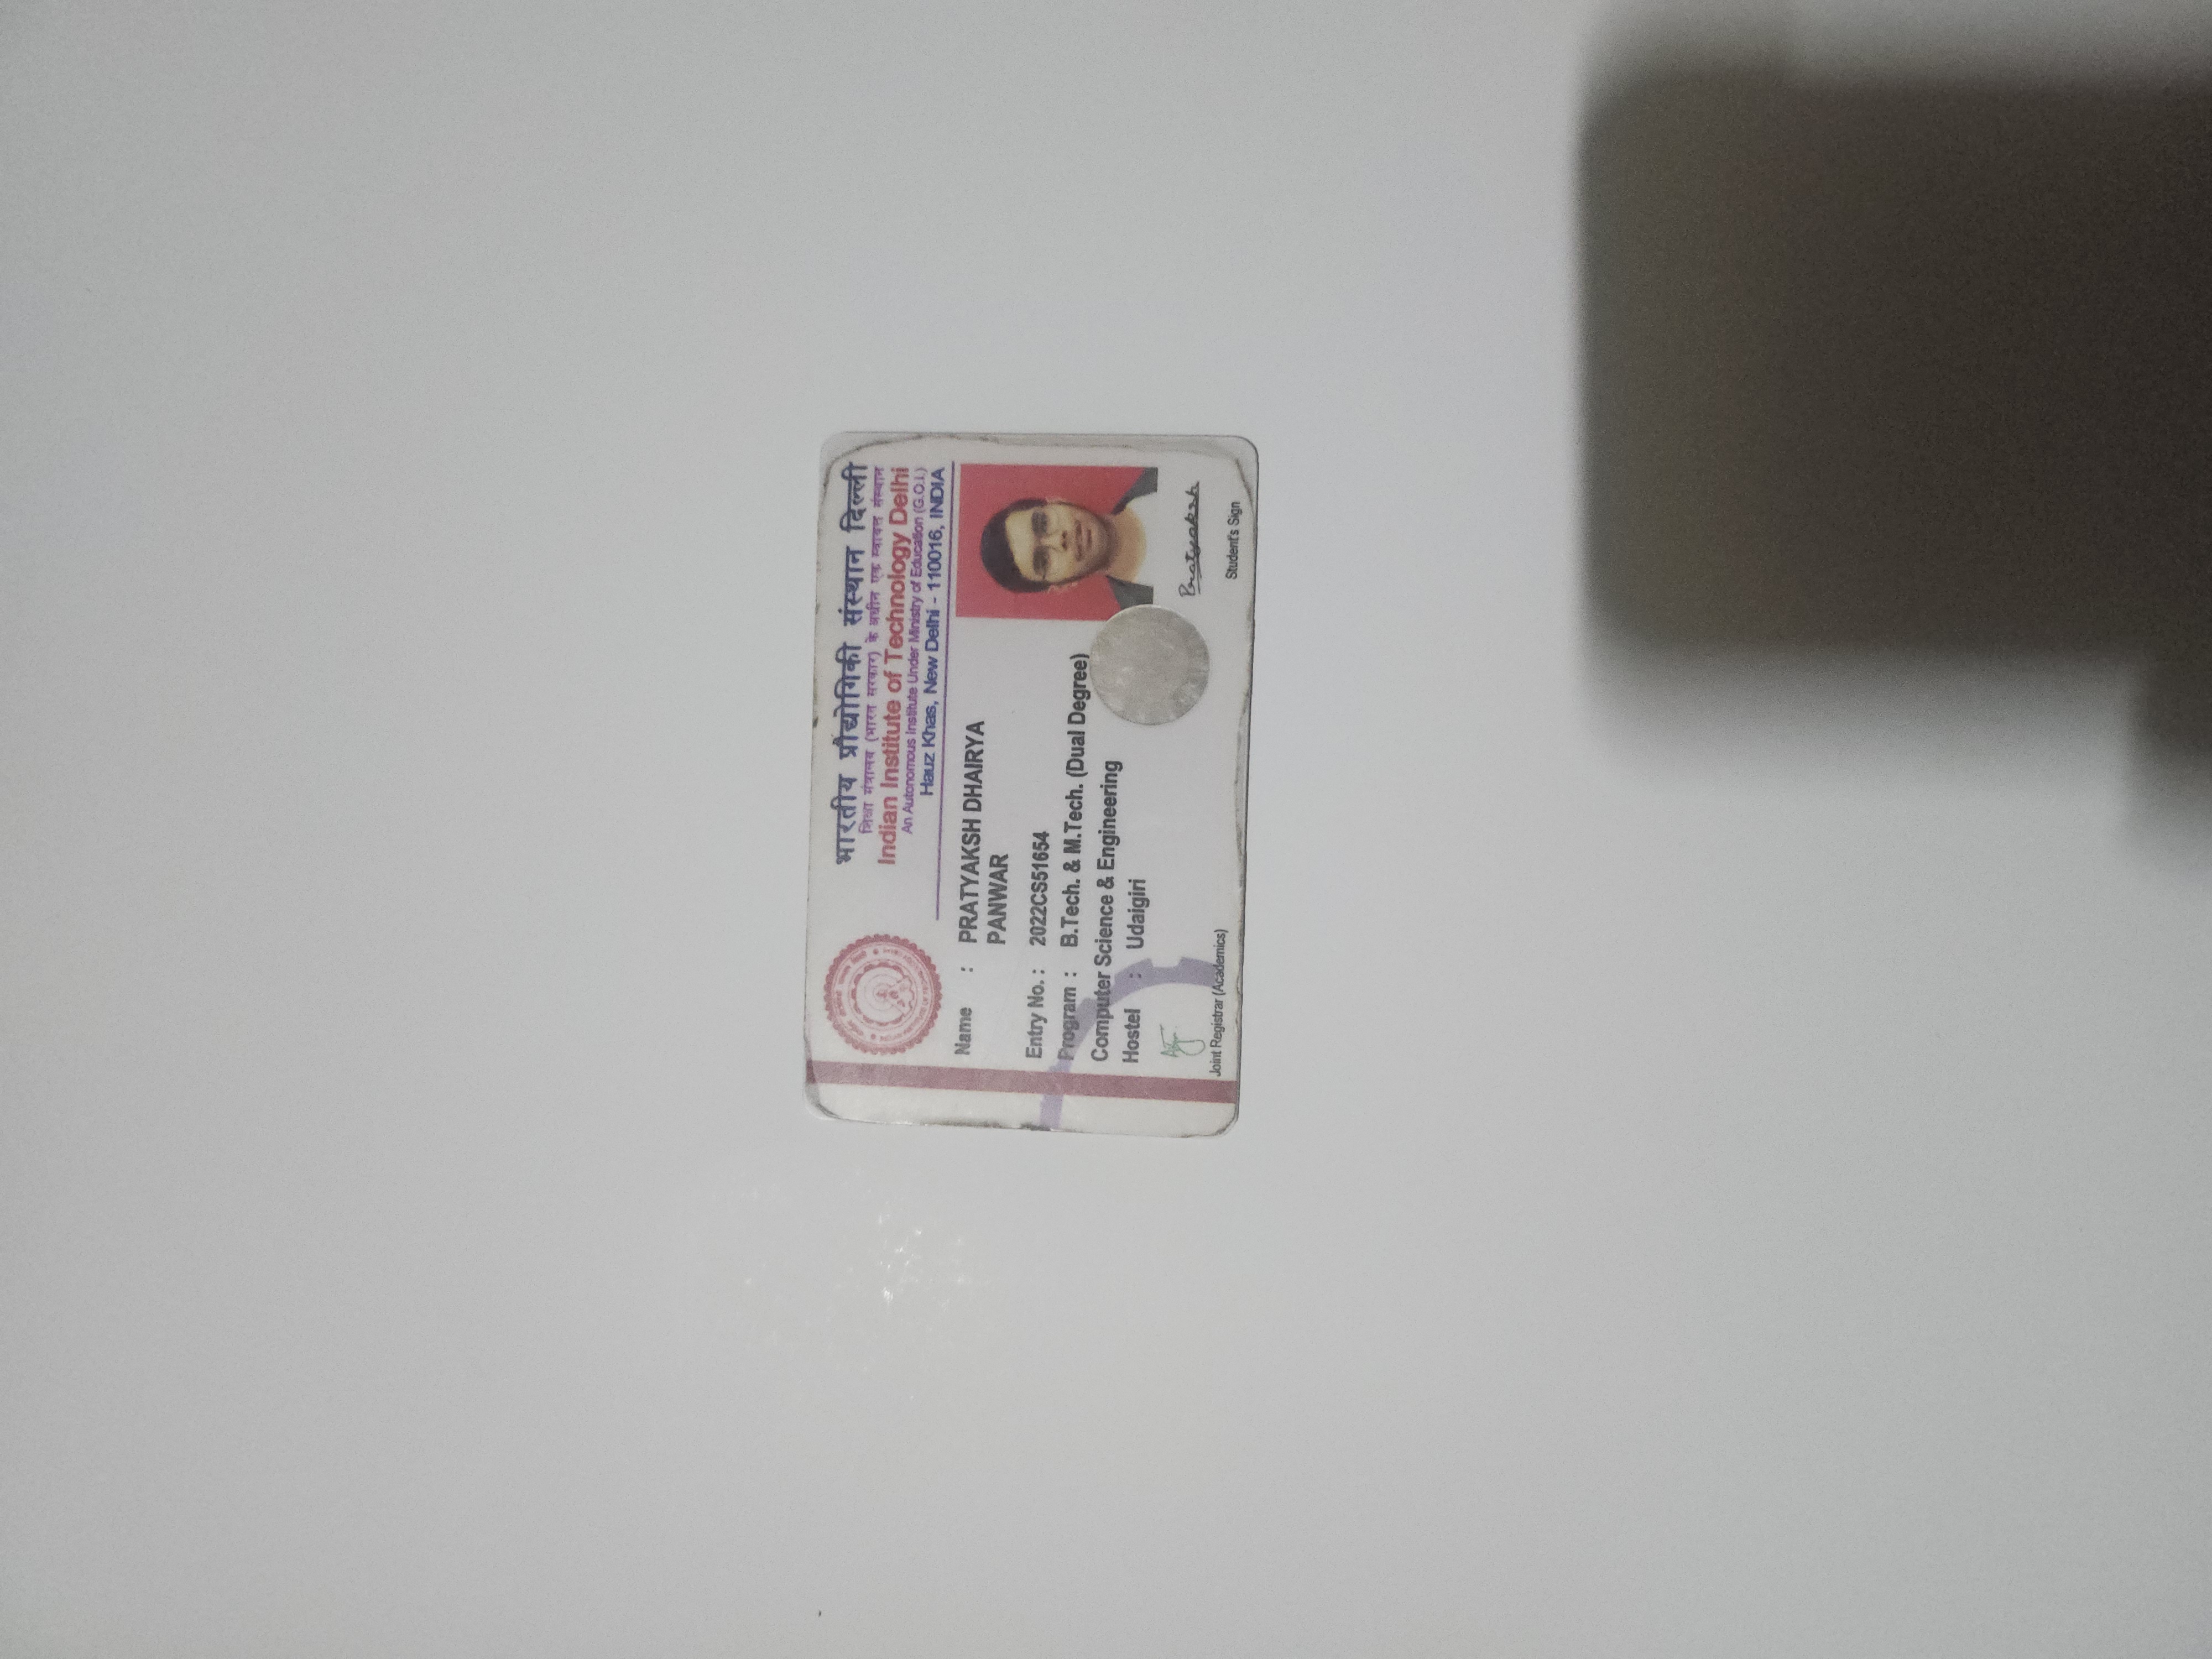 भारतीय प्रौद्योगिकी संस्थान दिल्ली
शिक्षा मंत्रालय (भारत सरकार) के अधीन एक स्वायत्त संस्थान
Indian Institute of Technology Delhi
An Autonomous Institute Under Ministry of Education (G.O.I.)
Hauz Khas, New Delhi - 110016, INDIA
Name : PRATYAKSH DHAIRYA
PANWAR
Entry No. : 2022CS51654
Program : B.Tech. & M.Tech. (Dual Degree)
Computer Science & Engineering
Hostel : Udaigiri
Joint Registrar (Academics)
Pratyaksh
Student's Sign